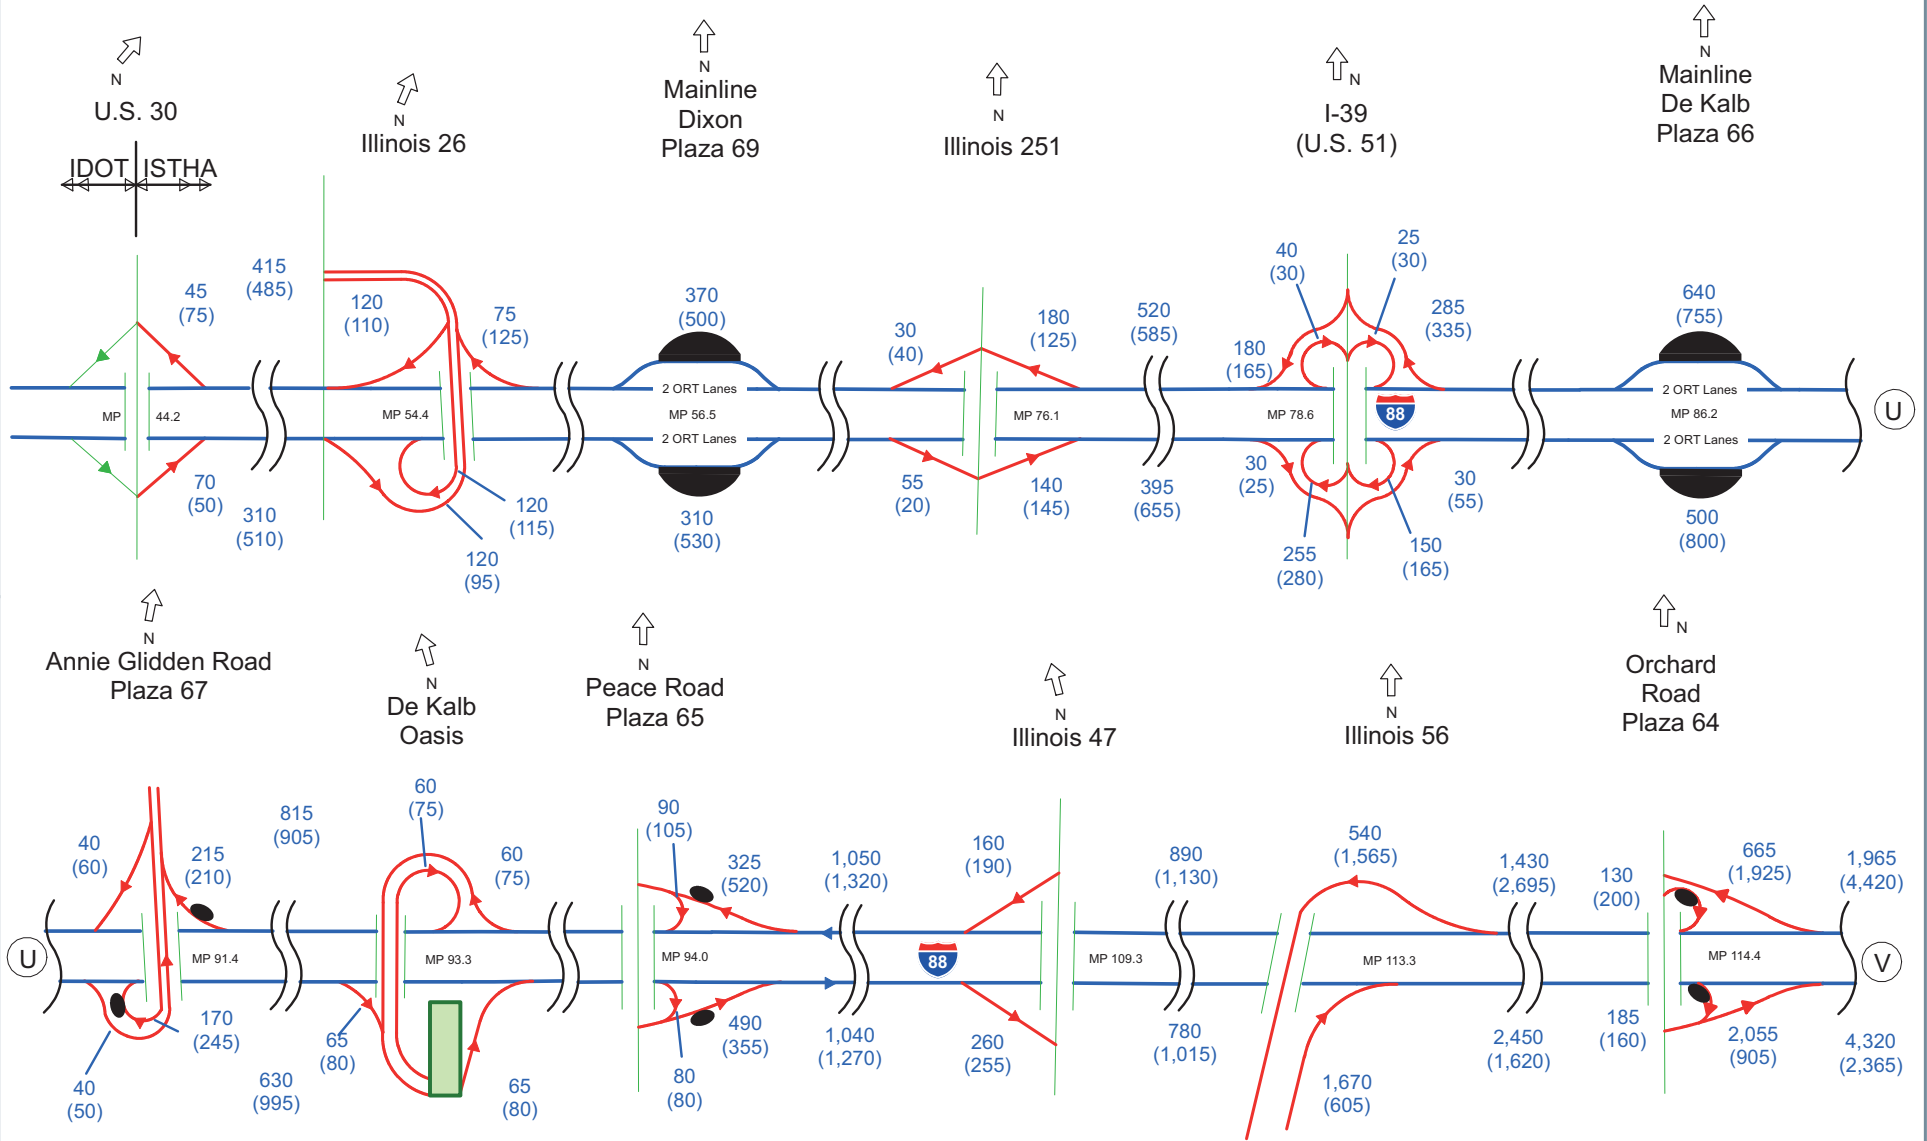 N
U.S. 30
IDOT
ISTHA
N
Illinois 26
N
Mainline
Dixon
Plaza 69
N
Illinois 251
N
I-39
(U.S. 51)
N
Mainline
De Kalb
Plaza 66
45
(75)
415
(485)
120
(110)
75
(125)
370
(500)
30
(40)
180
(125)
520
(585)
40
(30)
25
(30)
180
(165)
285
(335)
640
(755)
2 ORT Lanes
2 ORT Lanes
MP 44.2
MP 54.4
MP 56.5
MP 76.1
MP 78.6
88
MP 86.2
U
2 ORT Lanes
2 ORT Lanes
70
(50)
310
(510)
120
(115)
120
(95)
310
(530)
55
(20)
140
(145)
395
(655)
30
(25)
255
(280)
150
(165)
30
(55)
500
(800)
N
Annie Glidden Road
Plaza 67
N
De Kalb
Oasis
N
Peace Road
Plaza 65
N
Illinois 47
N
Illinois 56
N
Orchard
Road
Plaza 64
40
(60)
215
(210)
815
(905)
60
(75)
60
(75)
90
(105)
325
(520)
1,050
(1,320)
160
(190)
890
(1,130)
540
(1,565)
1,430
(2,695)
130
(200)
665
(1,925)
1,965
(4,420)
U
MP 91.4
MP 93.3
MP 94.0
88
MP 109.3
MP 113.3
MP 114.4
V
170
(245)
40
(50)
630
(995)
65
(80)
65
(80)
80
(80)
490
(355)
1,040
(1,270)
260
(255)
780
(1,015)
1,670
(605)
2,450
(1,620)
185
(160)
2,055
(905)
4,320
(2,365)